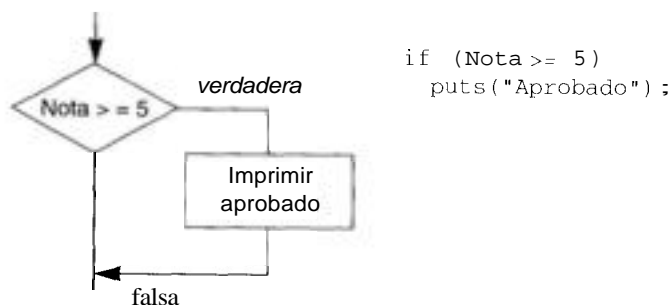 if (Nota >= 5)
puts("Aprobado");
verdadera
Nota > = 5
Imprimir
aprobado
falsa